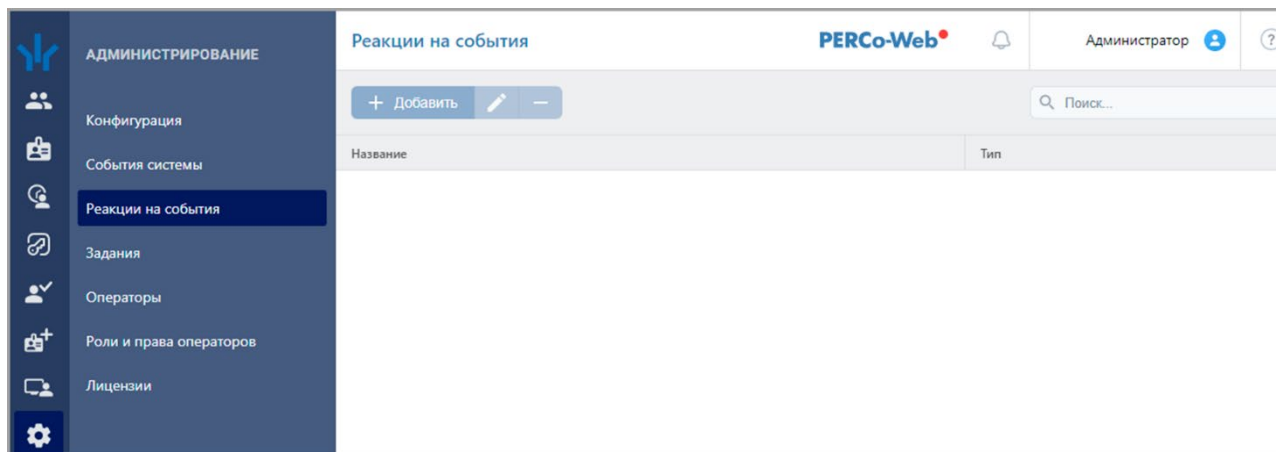 АДМИНИСТРИРОВАНИЕ
Конфигурация
События системы
Реакции на события
Задания
Операторы
Роли и права операторов
Лицензии
Реакции на события
PERCo-Web
Администратор
?
+ Добавить
Поиск...
Название
Тип